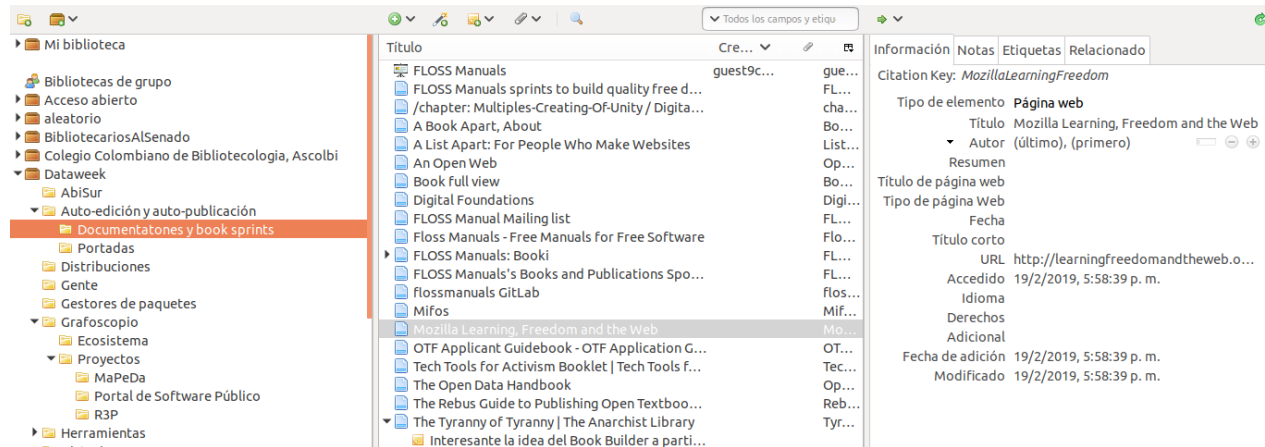 Todos los campos y etiqu
Mi biblioteca
Bibliotecas de grupo
Acceso abierto
aleatorio
BibliotecariosAlSenado
Colegio Colombiano de Bibliotecologia, Ascolbi
Dataweek
AbiSur
Auto-edición y auto-publicación
Documentatones y book sprints
Portadas
Distribuciones
Gente
Gestores de paquetes
Grafoscopio
Ecosistema
Proyectos
MaPeDa
Portal de Software Público
R3P
Herramientas
Título Cre...
FLOSS Manuals guest9c... gue...
FLOSS Manuals sprints to build quality free d... FL...
/chapter: Multiples-Creating-Of-Unity / Digita... cha...
A Book Apart, About Bo...
A List Apart: For People Who Make Websites List...
An Open Web Op...
Book full view Bo...
Digital Foundations Digi...
FLOSS Manual Mailing list FL...
Floss Manuals - Free Manuals for Free Software Flo...
FLOSS Manuals: Booki FL...
FLOSS Manuals's Books and Publications Spo... FL...
flossmanuals GitLab flos...
Mifos Mif...
Mozilla Learning, Freedom and the Web Mo...
OTF Applicant Guidebook - OTF Application G... OT...
Tech Tools for Activism Booklet | Tech Tools f... Tec...
The Open Data Handbook Op...
The Rebus Guide to Publishing Open Textboo... Reb...
The Tyranny of Tyranny | The Anarchist Library Tyr...
Interesante la idea del Book Builder a parti...
Información Notas Etiquetas Relacionado
Citation Key: MozillaLearningFreedom
Tipo de elemento Página web
Título Mozilla Learning, Freedom and the Web
Autor (último), (primero)
Resumen
Título de página web
Tipo de página Web
Fecha
Título corto
URL http://learningfreedomandtheweb.o...
Accedido 19/2/2019, 5:58:39 p. m.
Idioma
Derechos
Adicional
Fecha de adición 19/2/2019, 5:58:39 p. m.
Modificado 19/2/2019, 5:58:39 p. m.